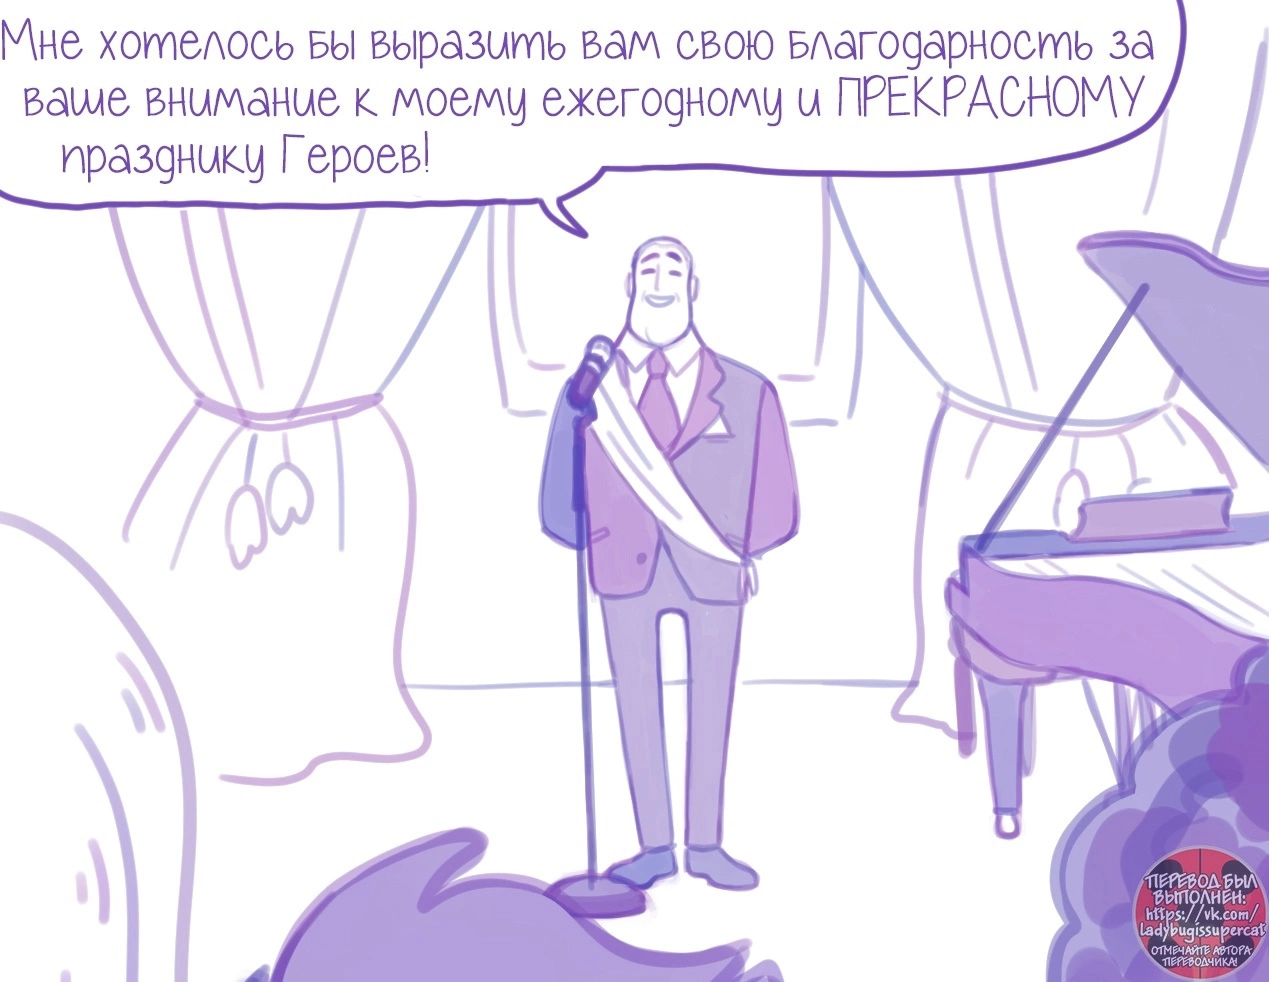 Мне хотелось бы выразить вам свою благодарность за
ваше внимание к моему ежегодному и ПРЕКРАСНОМУ
празднику Героев!
ПЕРЕВОД БЫЛ
ВЫПОЛНЕН:
https://vk.com/
ladybugissupercat
ОТМЕЧАЙТЕ АВТОРА
ПЕРЕВОДЧИКА!